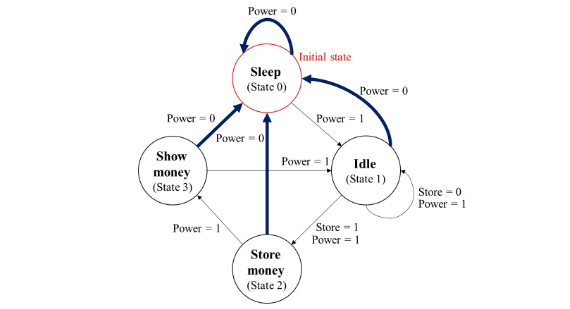 Power = 0
Initial state
Sleep
(State 0)
Power = 0
Power = 0
Power = 1
Power = 0
Show
money
(State 3)
Power = 1
Idle
(State 1)
Store = 0
Power = 1
Power = 1
Store = 1
Power = 1
Store
money
(State 2)